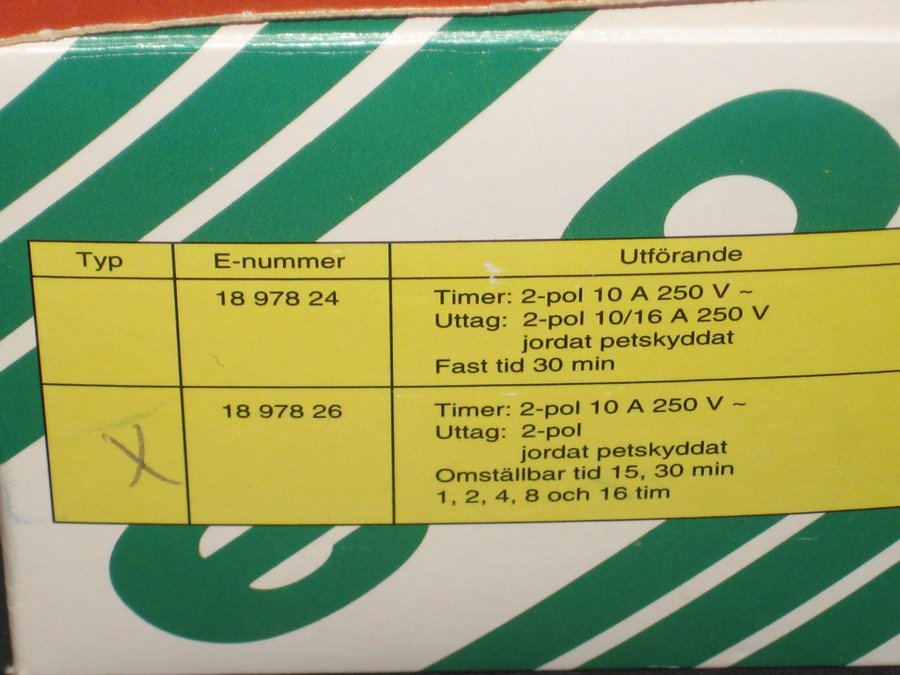 Typ E-nummer Utförande
18 978 24
Timer: 2-pol 10 A 250 V ~
Uttag: 2-pol 10/16 A 250 V
jordat petskyddat
Fast tid 30 min
X
18 978 26
Timer: 2-pol 10 A 250 V ~
Uttag: 2-pol
jordat petskyddat
Omställbar tid 15, 30 min
1, 2, 4, 8 och 16 tim